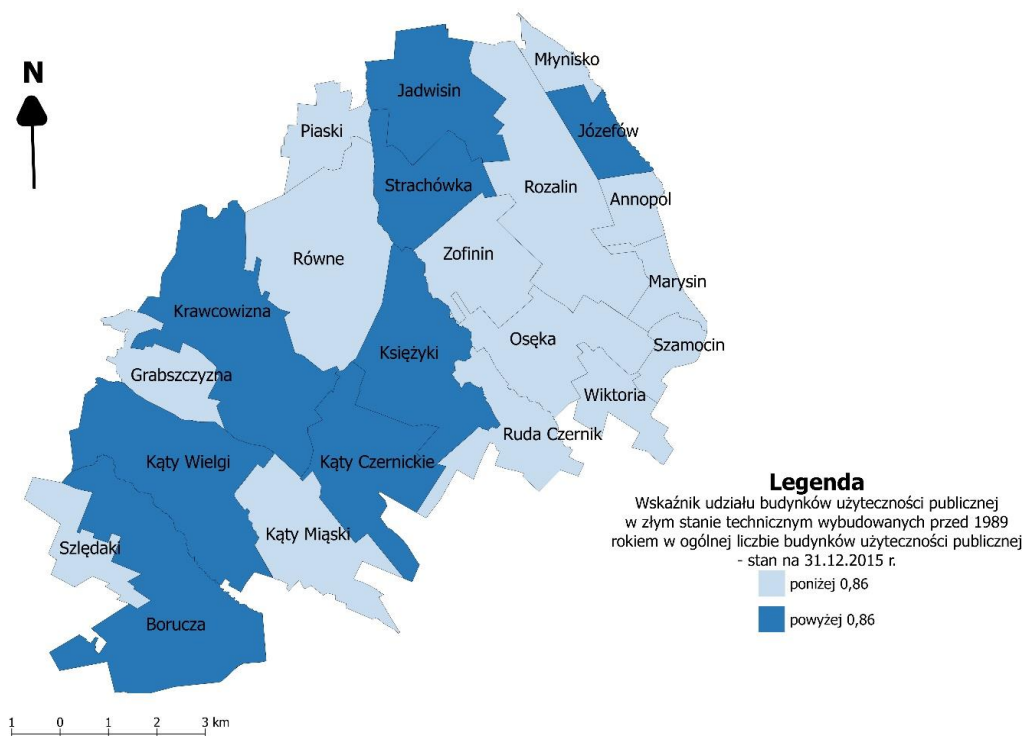 N
Młynisko
Jadwisin
Piaski
Józefów
Strachówka
Rozalin
Annopol
Równe
Zofinin
Marysin
Krawcowizna
Osęka
Szamocin
Księżyki
Grabszczyzna
Wiktoria
Ruda Czernik
Kąty Wielgi
Kąty Czernickie
Kąty Miąski
Szlędaki
Borucza
Legenda
Wskaźnik udziału budynków użyteczności publicznej
w złym stanie technicznym wybudowanych przed 1989
rokiem w ogólnej liczbie budynków użyteczności publicznej
- stan na 31.12.2015 r.
poniżej 0,86
powyżej 0,86
1 0 1 2 3 km